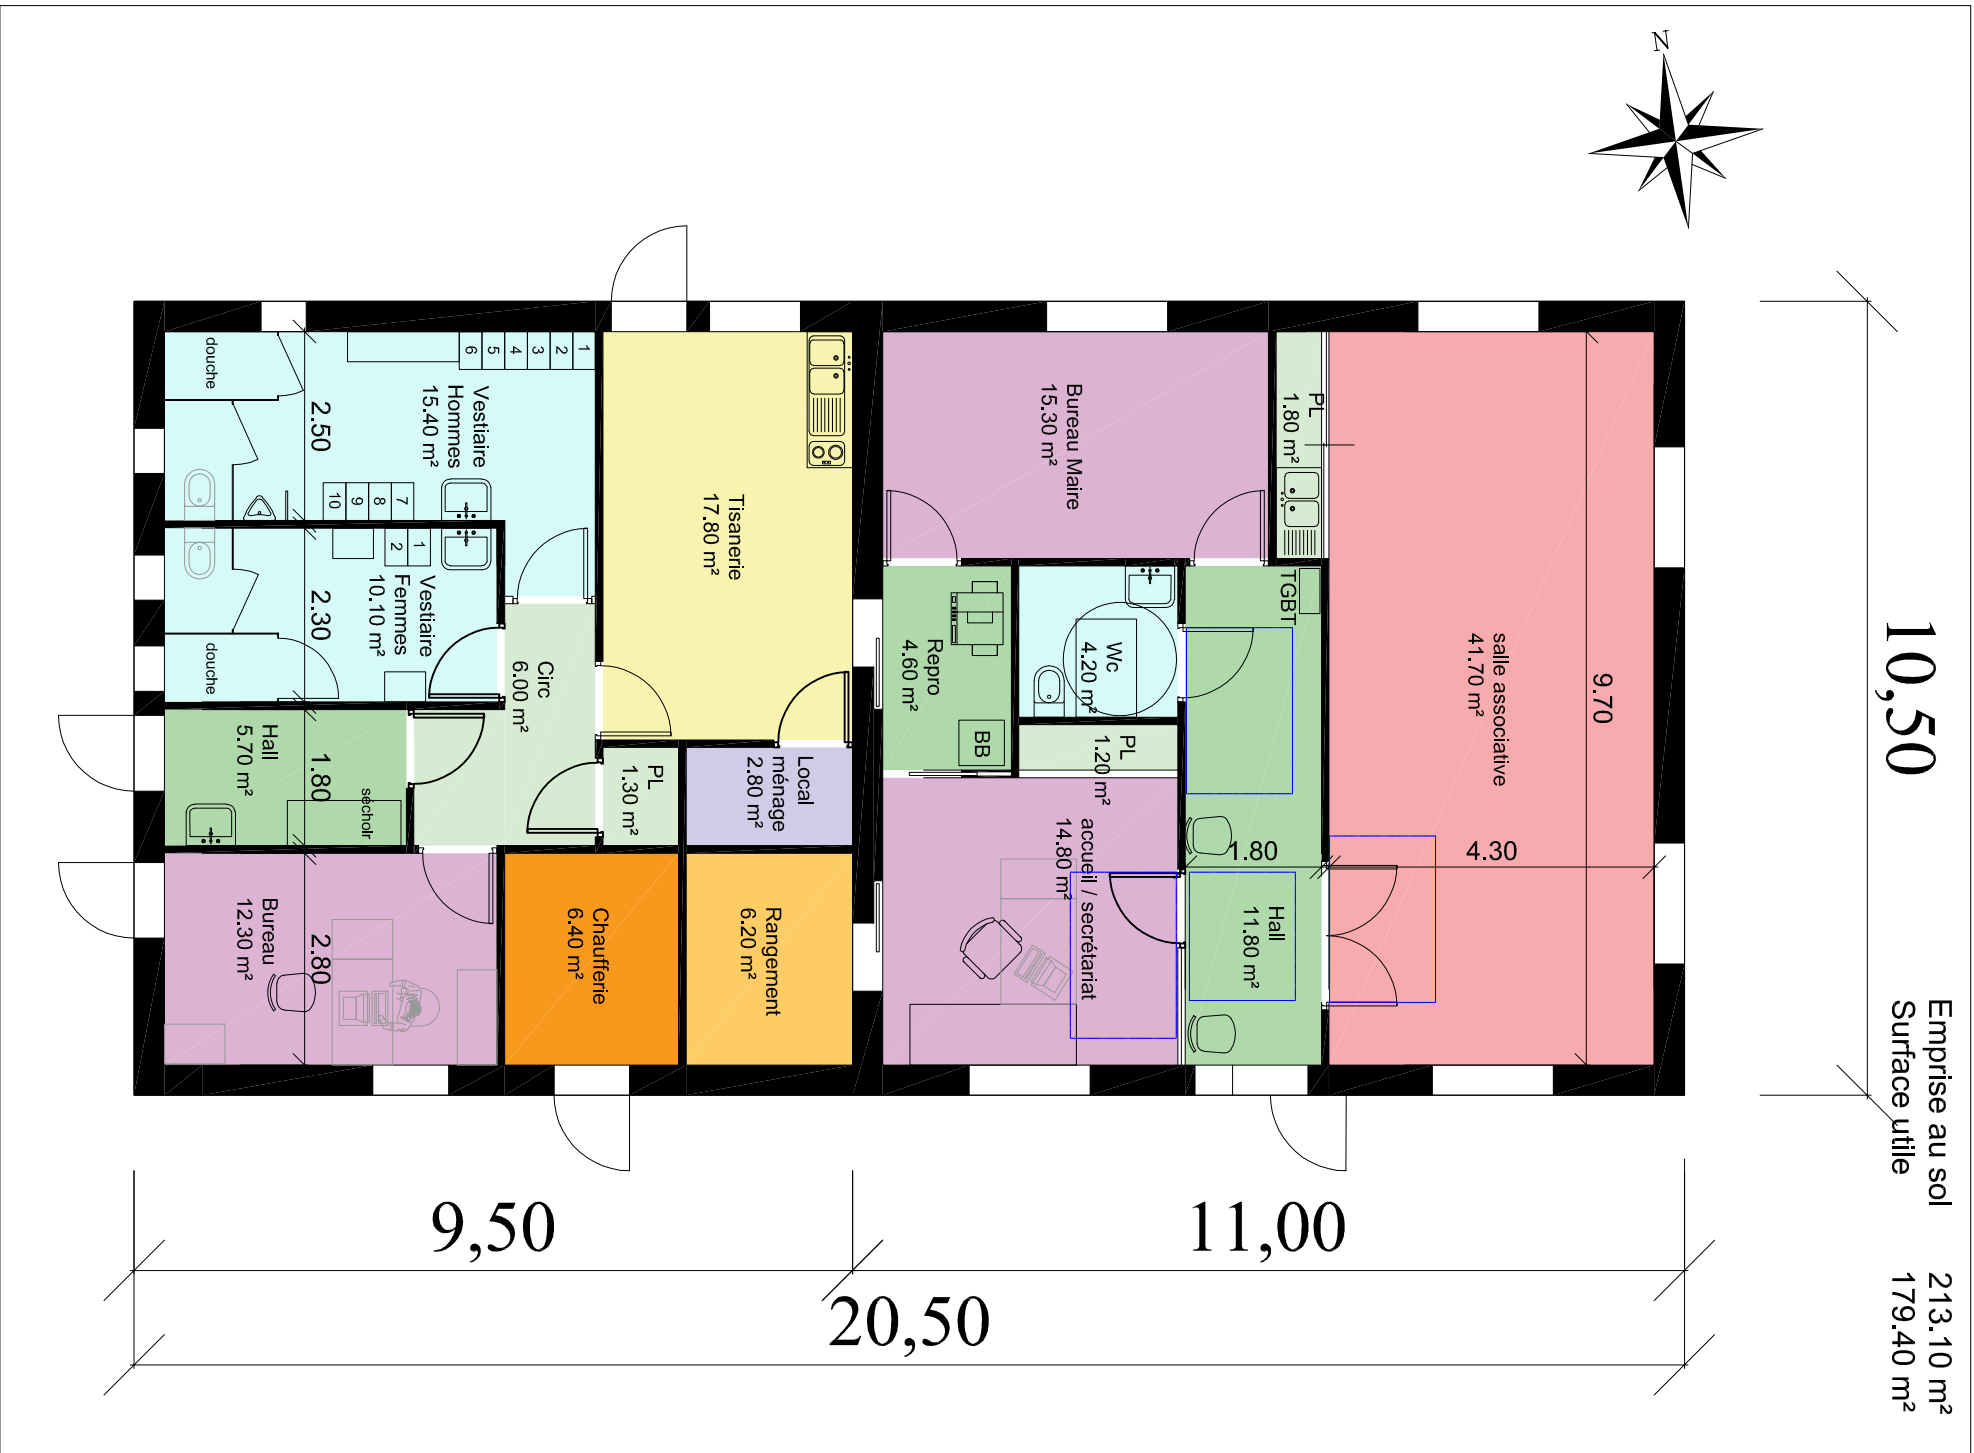 N
10,50
Emprise au sol 213.10 m²
Surface utile 179.40 m²
douche
6
5
4
3
2
1
Vestiaire
Hommes
15.40 m²
2.50
10
9
8
7
2
1
Vestiaire
Femmes
10.10 m²
2.30
douche
Hall
5.70 m²
1.80
séchoir
Bureau
12.30 m²
2.80
Circ
6.00 m²
PL
1.30 m²
Chaufferie
6.40 m²
Tisanerie
17.80 m²
Local
ménage
2.80 m²
Rangement
6.20 m²
Bureau Maire
15.30 m²
PL
1.80 m²
Repro
4.60 m²
BB
Wc
4.20 m²
PL
1.20 m²
accueil / secrétariat
14.80 m²
TGBT
Hall
11.80 m²
1.80
4.30
salle associative
41.70 m²
9.70
9,50
11,00
20,50